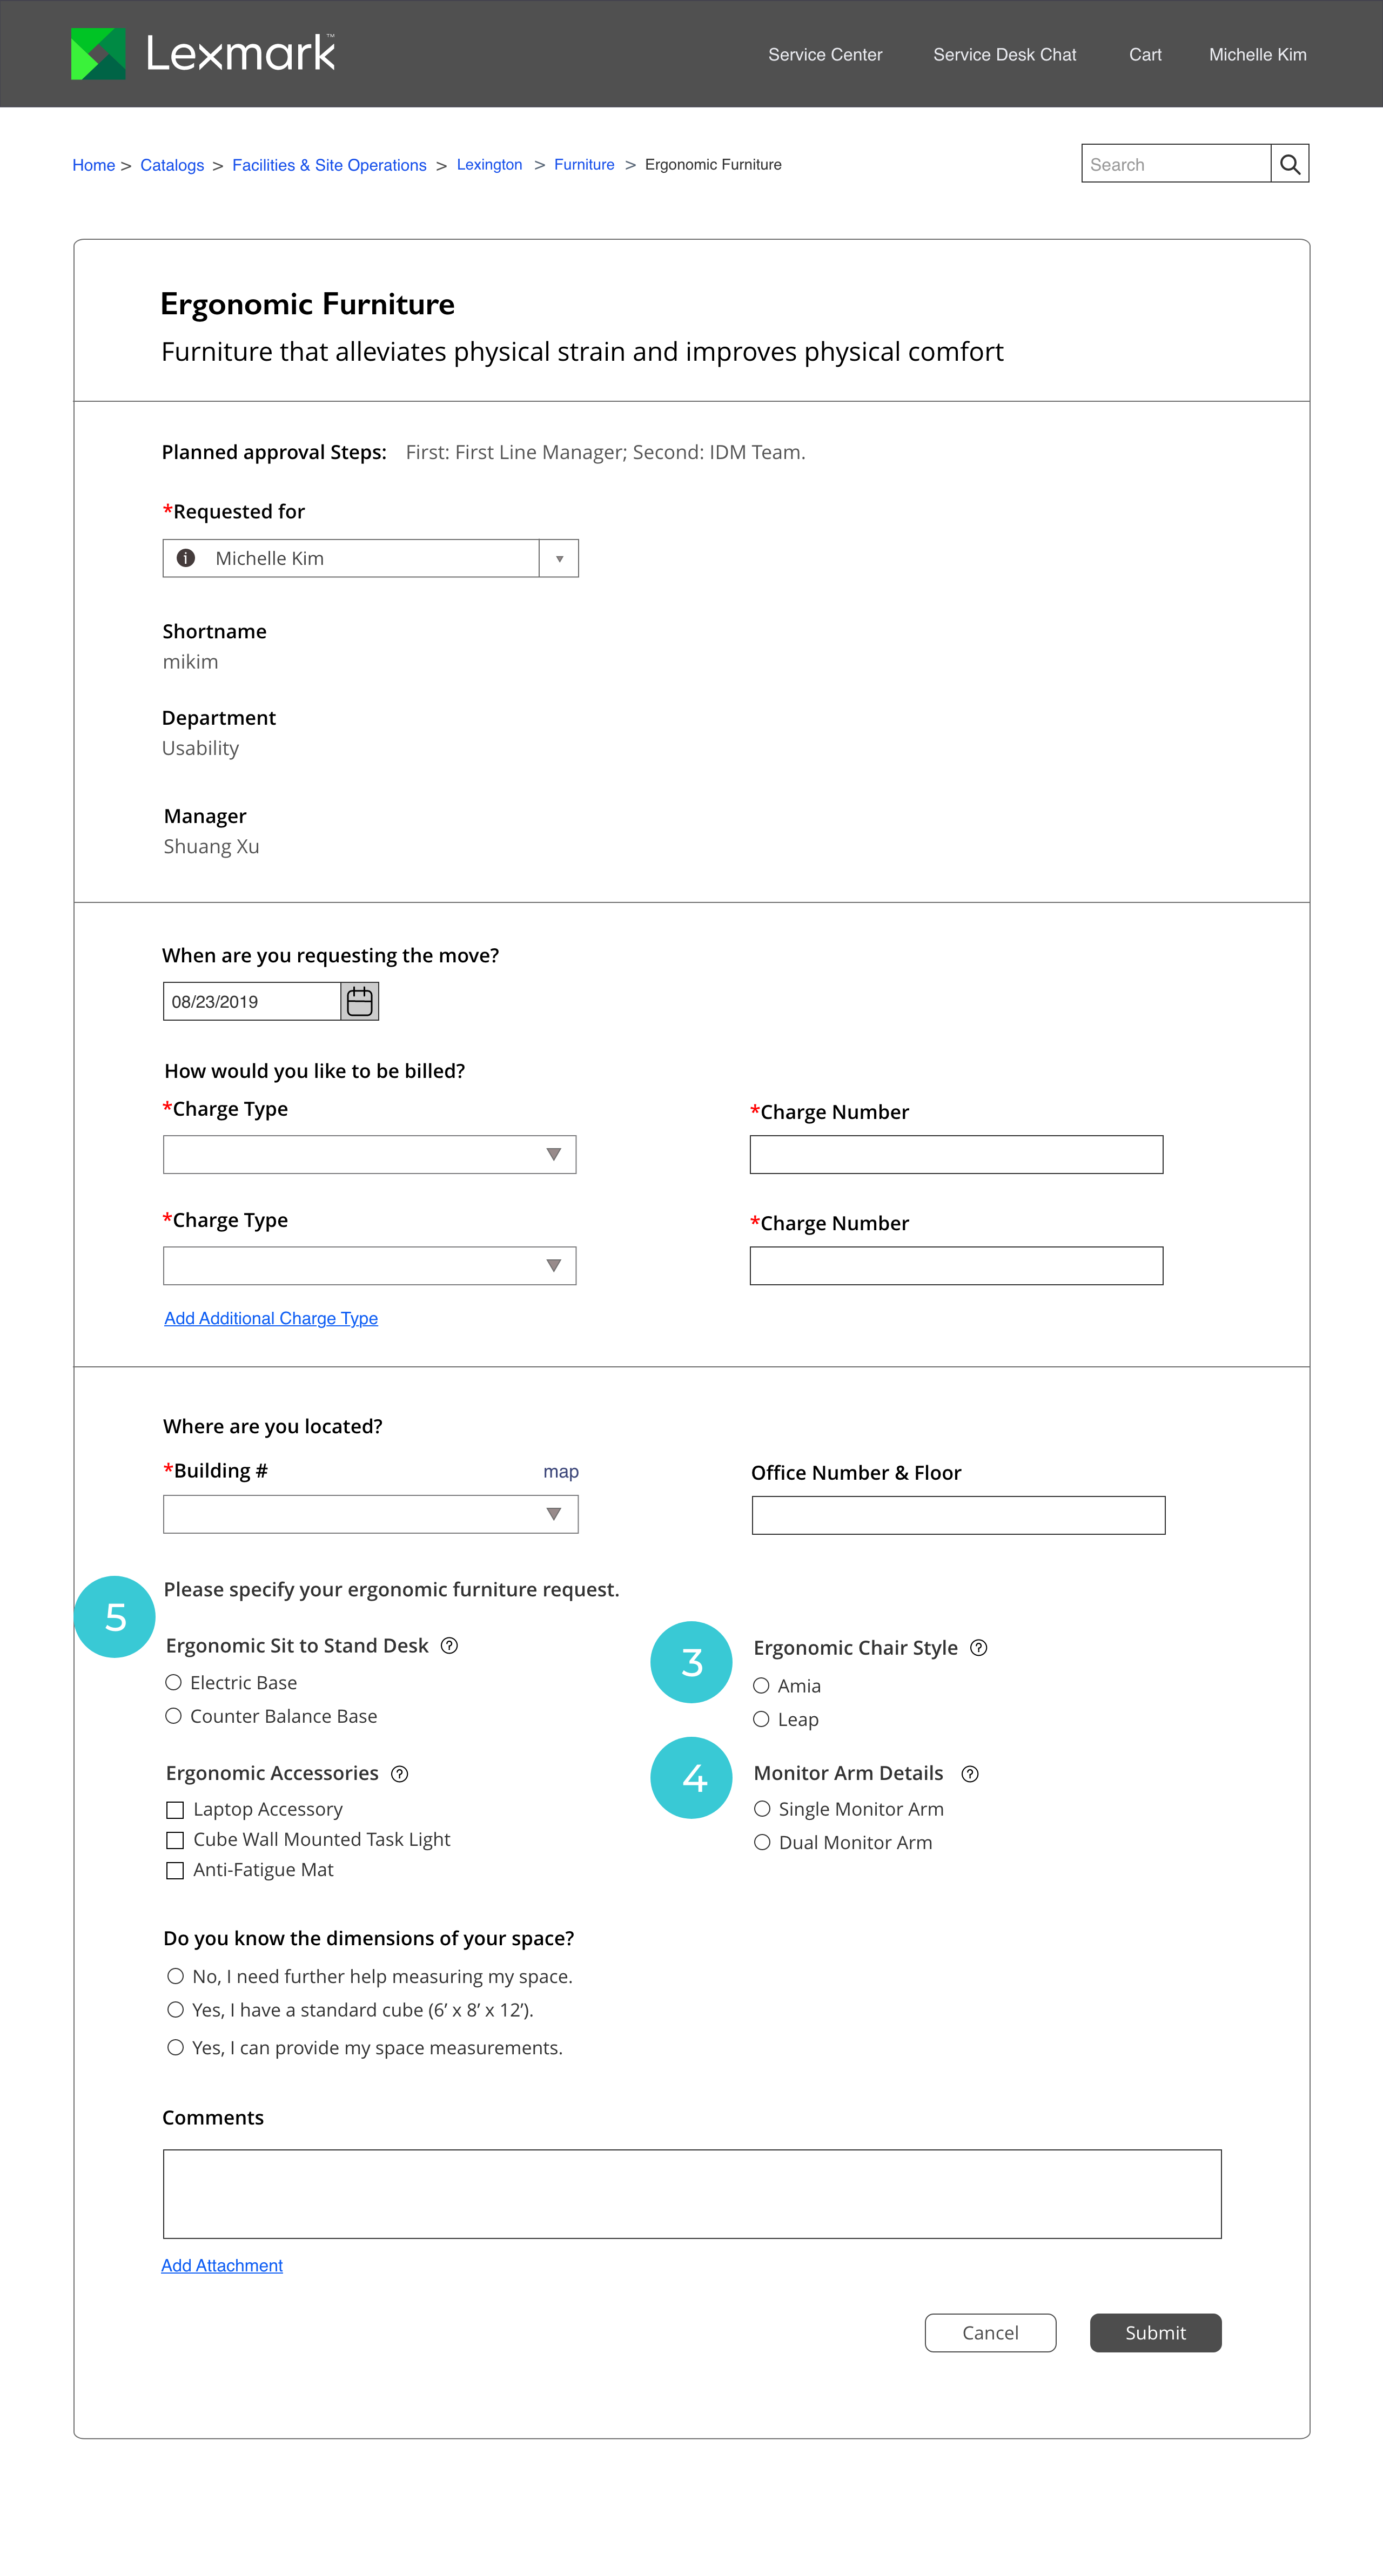 Lexmark™
Service Center Service Desk Chat Cart Michelle Kim
Home > Catalogs > Facilities & Site Operations > Lexington > Furniture > Ergonomic Furniture
Search
Ergonomic Furniture
Furniture that alleviates physical strain and improves physical comfort
Planned approval Steps: First: First Line Manager; Second: IDM Team.
*Requested for
i Michelle Kim
Shortname
mikim
Department
Usability
Manager
Shuang Xu
When are you requesting the move?
08/23/2019
How would you like to be billed?
*Charge Type *Charge Number
*Charge Type *Charge Number
Add Additional Charge Type
Where are you located?
*Building # map Office Number & Floor
5 Please specify your ergonomic furniture request.
Ergonomic Sit to Stand Desk ?
Electric Base
Counter Balance Base
3 Ergonomic Chair Style ?
Amia
Leap
Ergonomic Accessories ?
Laptop Accessory
Cube Wall Mounted Task Light
Anti-Fatigue Mat
4 Monitor Arm Details ?
Single Monitor Arm
Dual Monitor Arm
Do you know the dimensions of your space?
No, I need further help measuring my space.
Yes, I have a standard cube (6’ x 8’ x 12’).
Yes, I can provide my space measurements.
Comments
Add Attachment
Cancel Submit